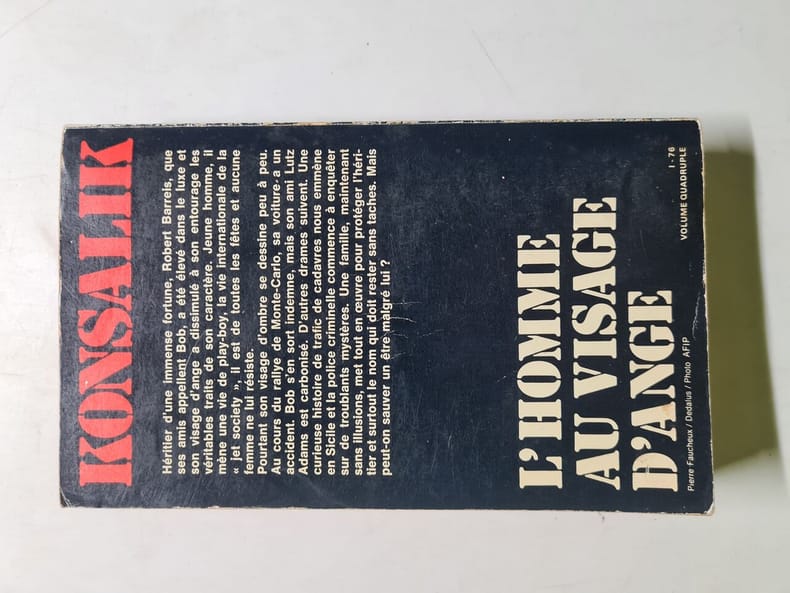 KONSALIK
Héritier d'une immense fortune, Robert Barreis, que
ses amis appellent Bob, a été élevé dans le luxe et
son visage d'ange a dissimulé à son entourage les
véritables traits de son caractère. Jeune homme, il
mène une vie de play-boy, la vie internationale de la
« jet society », il est de toutes les fêtes et aucune
femme ne lui résiste.
Pourtant son visage d'ombre se dessine peu à peu.
Au cours du rallye de Monte-Carlo, sa voiture a un
accident. Bob s'en sort indemne, mais son ami Lutz
Adams est carbonisé. D'autres drames suivent. Une
curieuse histoire de trafic de cadavres nous emmène
en Sicile et la police criminelle commence à enquêter
sur de troublants mystères. Une famille, maintenant
sans illusions, met tout en œuvre pour protéger l'héri-
tier et surtout le nom qui doit rester sans taches. Mais
peut-on sauver un être malgré lui ?
L'HOMME
AU VISAGE
D'ANGE
I - 76
VOLUME QUADRUPLE
Pierre Faucheux / Dedalus / Photo AFIP